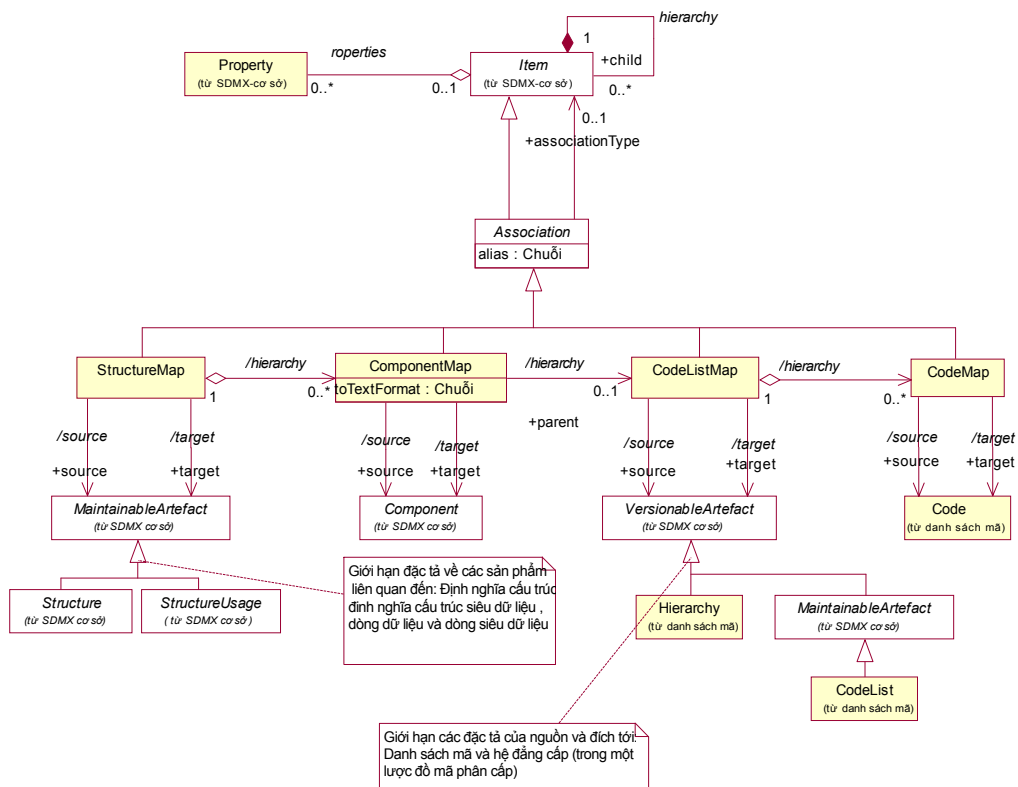 hierarchy
1
roperties
Property
(từ SDMX-cơ sở)
0..*
0..1
Item
(từ SDMX-cơ sở)
+child
0..*
0..1
+associationType
Association
alias : Chuỗi
StructureMap
/hierarchy
1
0..*
ComponentMap
toTextFormat : Chuỗi
/hierarchy
0..1
+parent
CodeListMap
/hierarchy
1
0..*
CodeMap
/source
/target
+source
+target
/source
/target
+source
+target
/source
/target
+source
+target
/source
/target
+source
+target
MaintainableArtefact
(từ SDMX cơ sở)
Component
(từ SDMX cơ sở)
VersionableArtefact
(từ SDMX cơ sở)
Code
(từ danh sách mã)
Structure
(từ SDMX cơ sở)
StructureUsage
( từ SDMX cơ sở )
Giới hạn đặc tả về các sản phẩm
liên quan đến: Định nghĩa cấu trúc
đinh nghĩa cấu trúc siêu dữ liệu ,
dòng dữ liệu và dòng siêu dữ liệu
Hierarchy
(từ danh sách mã)
MaintainableArtefact
(từ SDMX cơ sở)
CodeList
(từ danh sách mã)
Giới hạn các đặc tả của nguồn và đích tới:
Danh sách mã và hệ đẳng cấp (trong một
lược đồ mã phân cấp)